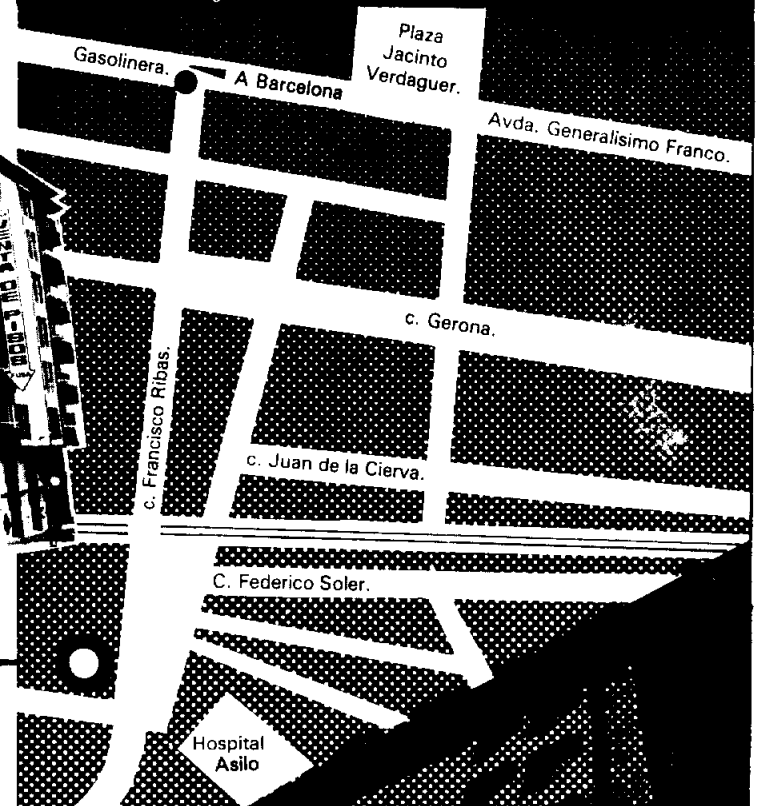 Plaza
Jacinto
Verdaguer.
Gasolinera.
A Barcelona
Avda. Generalísimo Franco.
VENTA DE PISOS
c. Gerona.
c. Francisco Ribas.
c. Juan de la Cierva.
C. Federico Soler.
Hospital
Asilo